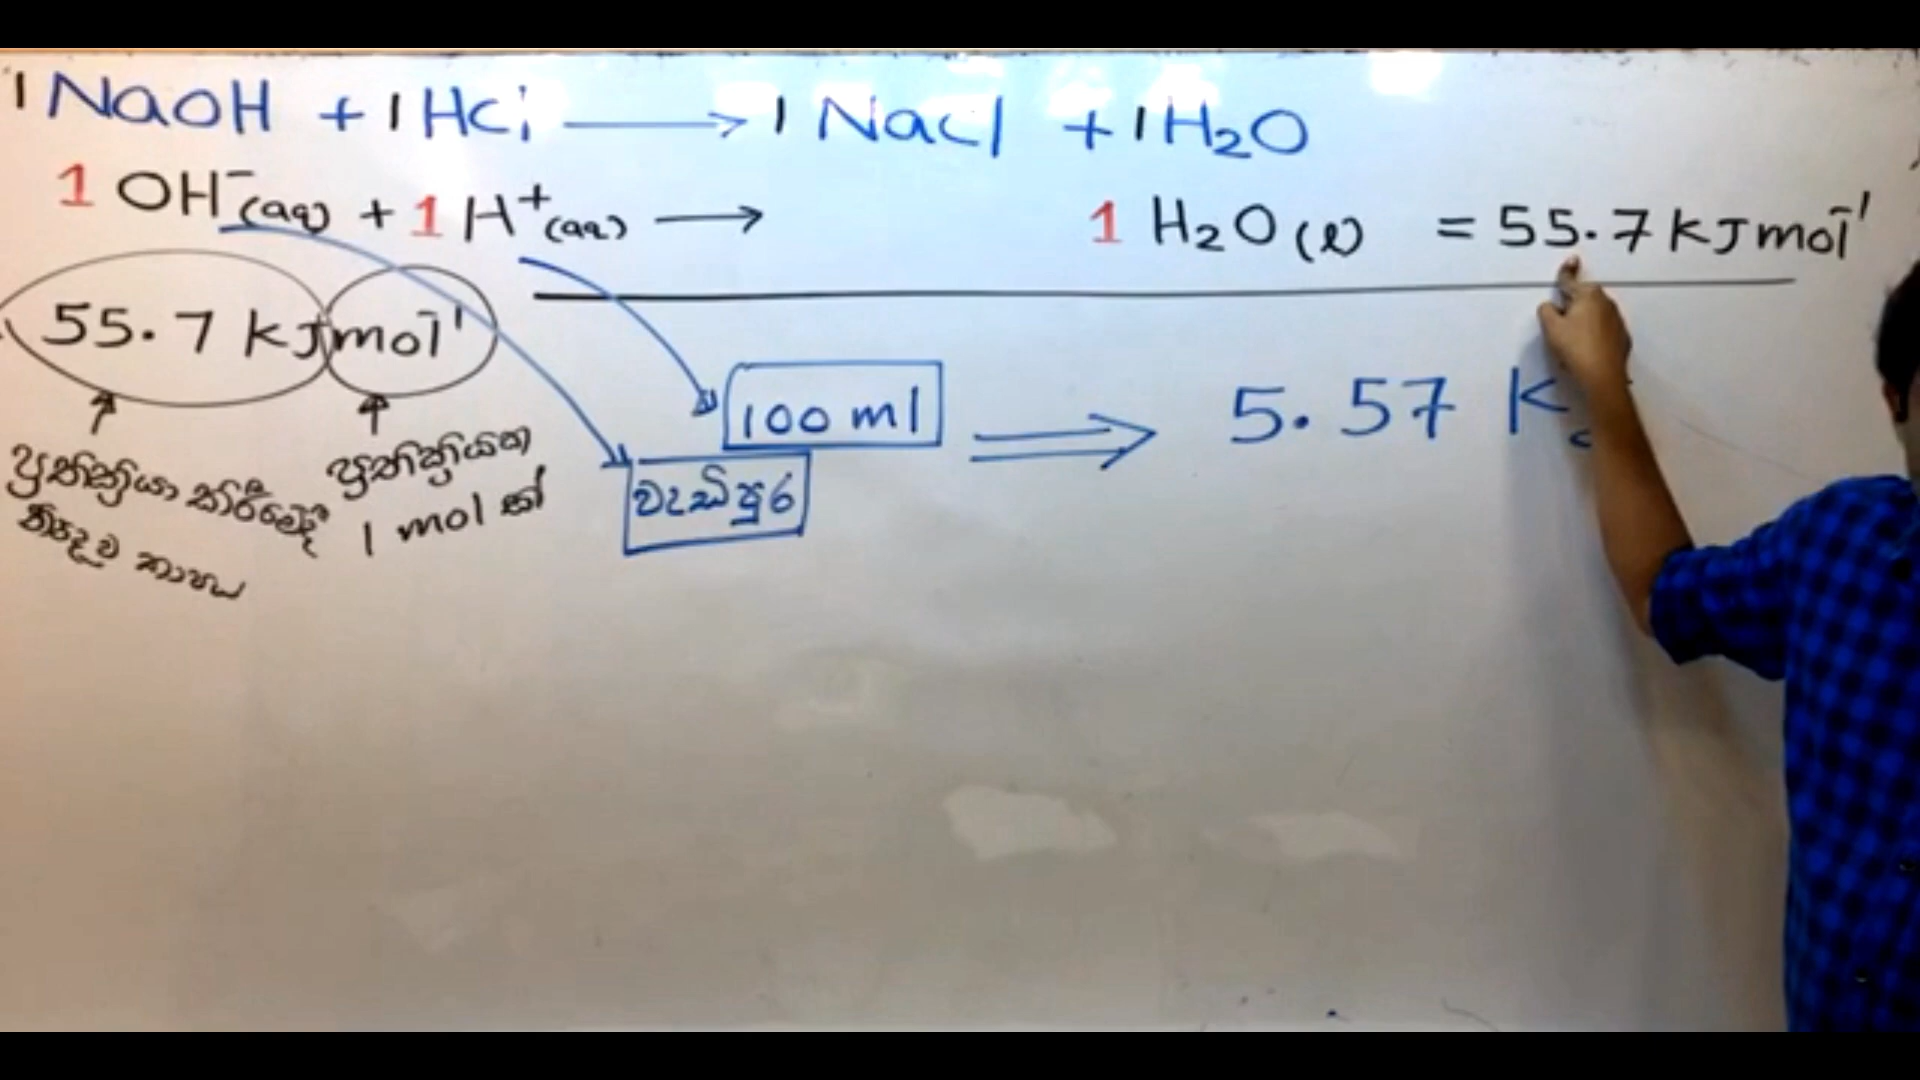 1 NaOH + 1 HCl ⟶ 1 NaCl + 1 H₂O
1 OH⁻(aq) + 1 H⁺(aq) ⟶ 1 H₂O(l) = 55.7 kJmol⁻¹
55.7 kJmol⁻¹
100 ml ⟹ 5.57 K
වැඩිපුර
ප්‍රතික්‍රියා කිරීමේදී
තාපය
ප්‍රතික්‍රියක
1 mol ක්